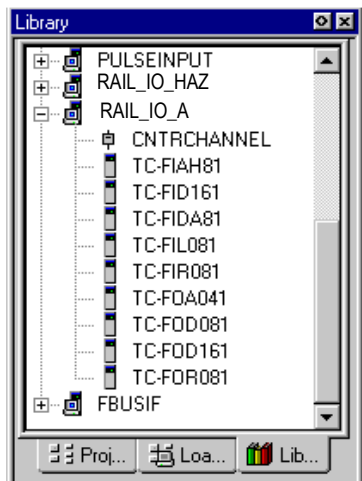 Library
PULSEINPUT
RAIL_IO_HAZ
RAIL_IO_A
CNTRCHANNEL
TC-FIAH81
TC-FID161
TC-FIDA81
TC-FIL081
TC-FIR081
TC-FOA041
TC-FOD081
TC-FOD161
TC-FOR081
FBUSIF
Proj... Loa... Lib...